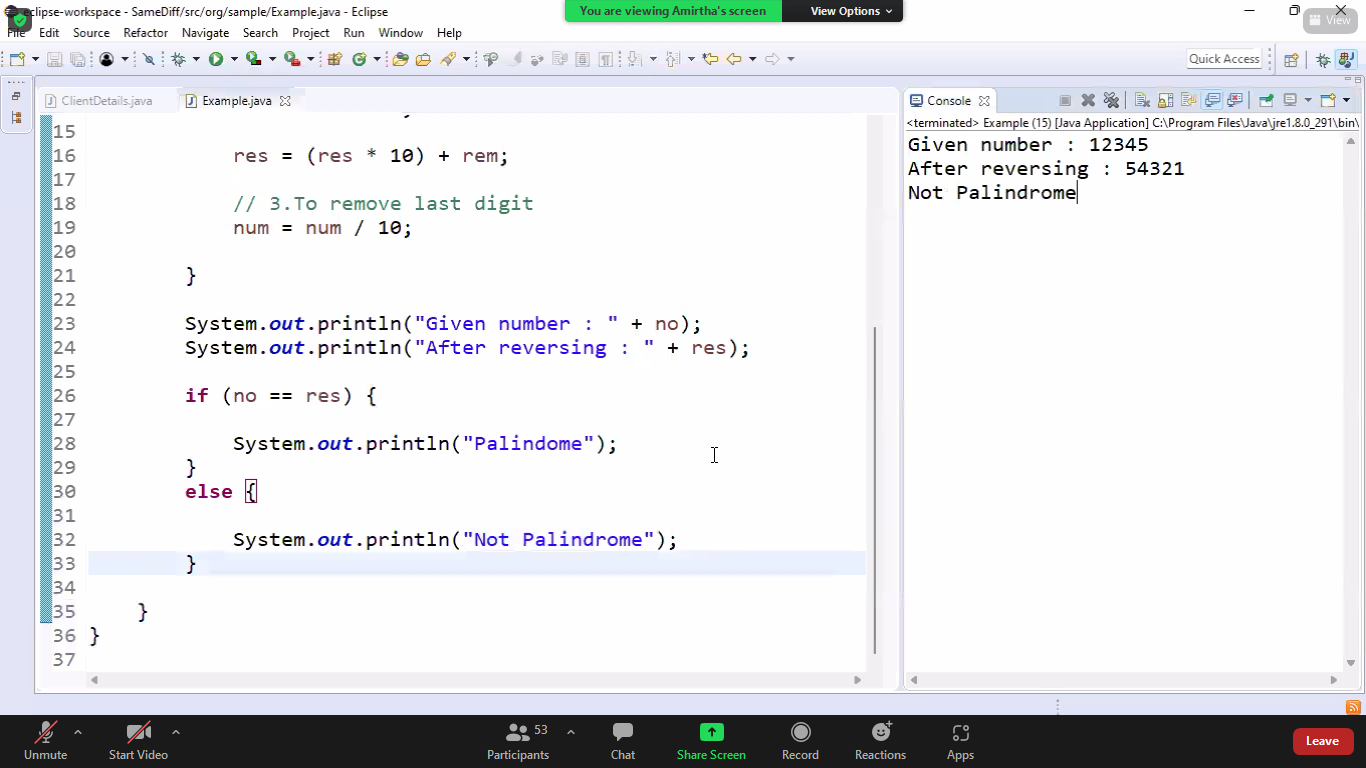 eclipse-workspace - SameDiff/src/org/sample/Example.java - Eclipse
You are viewing Amirtha's screen
View Options
View
File Edit Source Refactor Navigate Search Project Run Window Help
Quick Access
ClientDetails.java
Example.java
15
16 res = (res * 10) + rem;
17
18 // 3.To remove last digit
19 num = num / 10;
20
21 }
22
23 System.out.println("Given number : " + no);
24 System.out.println("After reversing : " + res);
25
26 if (no == res) {
27
28 System.out.println("Palindome");
29 }
30 else {
31
32 System.out.println("Not Palindrome");
33 }
34
35 }
36 }
37
Console
<terminated> Example (15) [Java Application] C:\Program Files\Java\jre1.8.0_291\bin\
Given number : 12345
After reversing : 54321
Not Palindrome
Unmute
Start Video
53
Participants
Chat
Share Screen
Record
Reactions
Apps
Leave